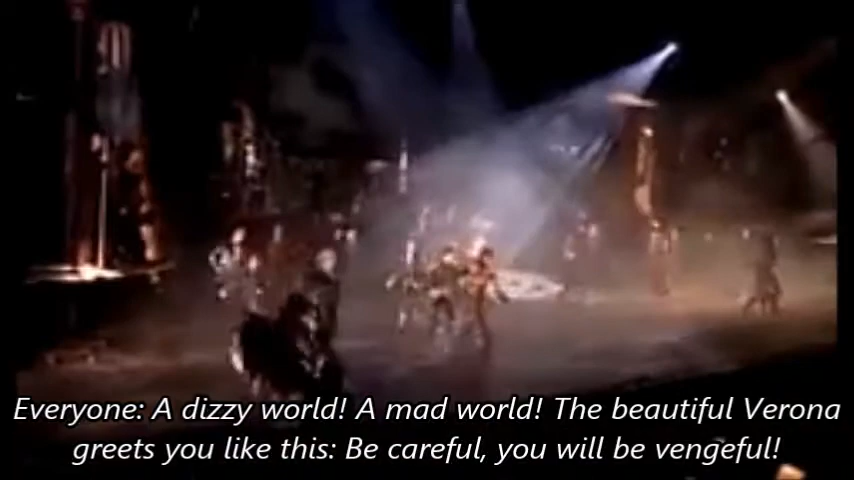 Everyone: A dizzy world! A mad world! The beautiful Verona
greets you like this: Be careful, you will be vengeful!